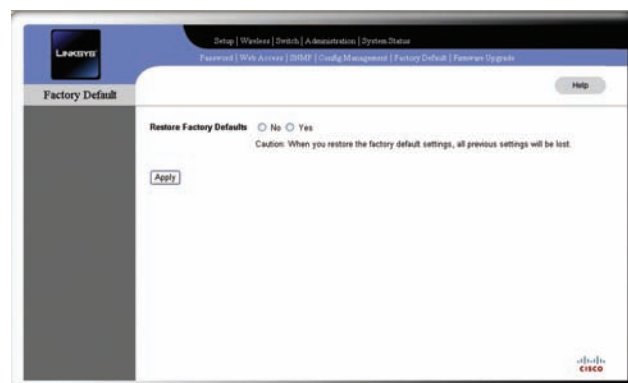 LINKSYS
Setup | Wireless | Switch | Administration | System Status
Password | Web Access | SNMP | Config Management | Factory Default | Firmware Upgrade
Factory Default
Help
Restore Factory Defaults No Yes
Caution: When you restore the factory default settings, all previous settings will be lost.
Apply
CISCO